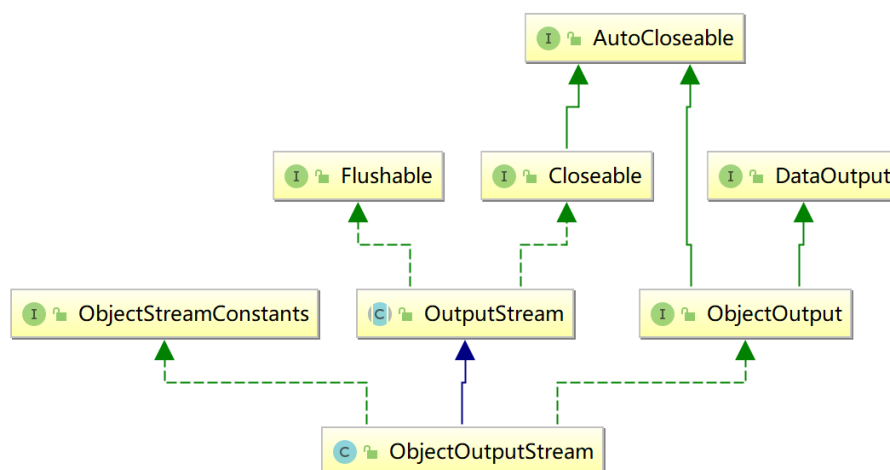 I AutoCloseable
I Flushable
I Closeable
I DataOutput
I ObjectStreamConstants
C OutputStream
I ObjectOutput
C ObjectOutputStream